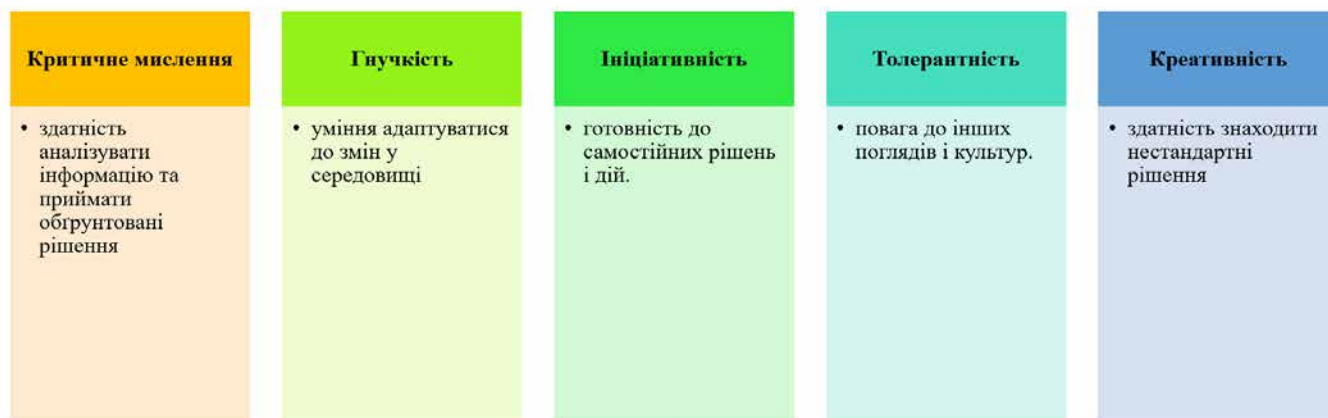 Критичне мислення
• здатність
аналізувати
інформацію та
приймати
обґрунтовані
рішення
Гнучкість
• уміння адаптуватися
до змін у
середовищі
Ініціативність
• готовність до
самостійних рішень
і дій.
Толерантність
• повага до інших
поглядів і культур.
Креативність
• здатність знаходити
нестандартні
рішення